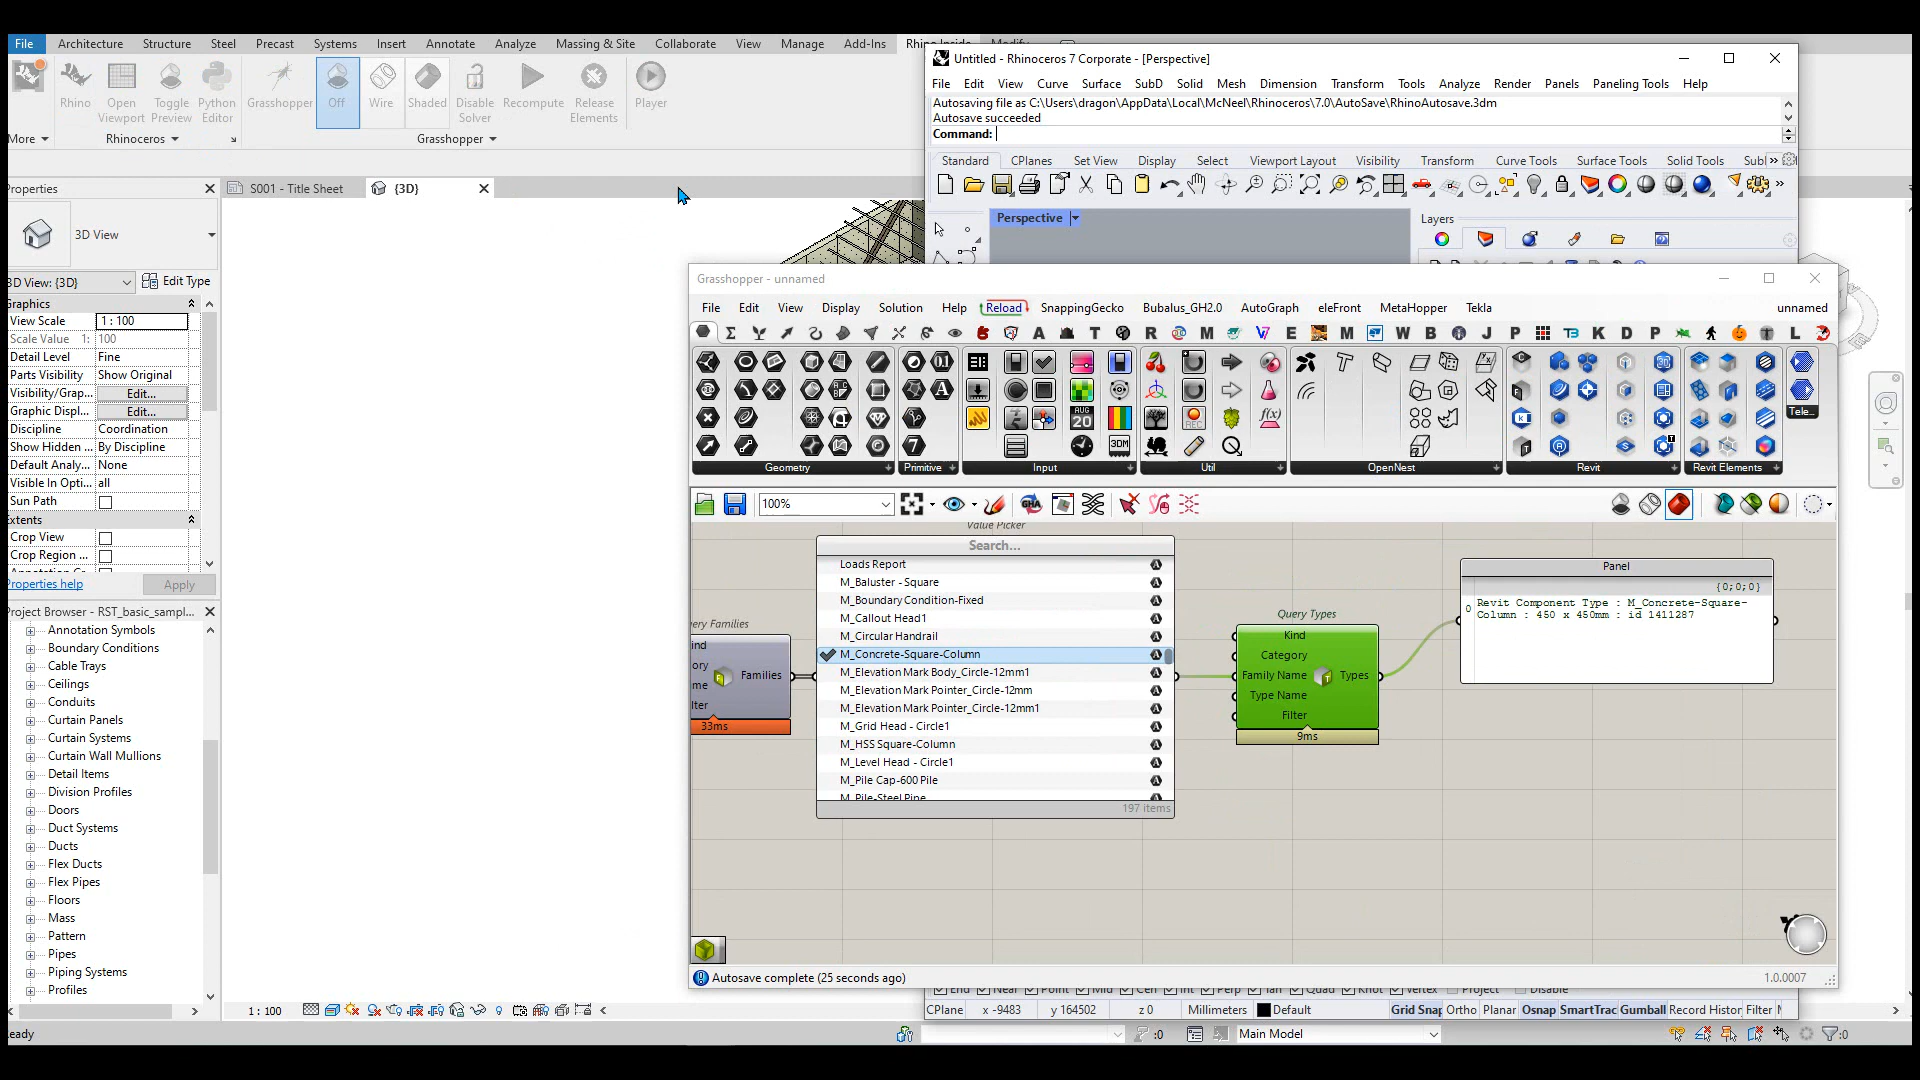 File Architecture Structure Steel Precast Systems Insert Annotate Analyze Massing & Site Collaborate View Manage Add-Ins
Rhino Open Viewport Toggle Preview Python Editor Grasshopper Off Wire Shaded Disable Solver Recompute Release Elements Player
More Rhinoceros Grasshopper
Untitled - Rhinoceros 7 Corporate - [Perspective]
File Edit View Curve Surface SubD Solid Mesh Dimension Transform Tools Analyze Render Panels Paneling Tools Help
Autosaving file as C:\Users\dragon\AppData\Local\McNeel\Rhinoceros\7.0\AutoSave\RhinoAutosave.3dm
Autosave succeeded
Command:
Standard CPlanes Set View Display Select Viewport Layout Visibility Transform Curve Tools Surface Tools Solid Tools
Perspective
Layers
Properties
S001 - Title Sheet
{3D}
3D View
3D View: {3D} Edit Type
Graphics
View Scale 1 : 100
Scale Value 1: 100
Detail Level Fine
Parts Visibility Show Original
Visibility/Grap... Edit...
Graphic Displ... Edit...
Discipline Coordination
Show Hidden ... By Discipline
Default Analy... None
Visible In Opti... all
Sun Path
Extents
Crop View
Crop Region ...
Properties help Apply
Project Browser - RST_basic_sampl...
Annotation Symbols
Boundary Conditions
Cable Trays
Ceilings
Conduits
Curtain Panels
Curtain Systems
Curtain Wall Mullions
Detail Items
Division Profiles
Doors
Duct Systems
Ducts
Flex Ducts
Flex Pipes
Floors
Mass
Pattern
Pipes
Piping Systems
Profiles
Grasshopper - unnamed
File Edit View Display Solution Help Reload SnappingGecko Bubalus_GH2.0 AutoGraph eleFront MetaHopper Tekla unnamed
Geometry Primitive Input Util OpenNest Revit Revit Elements Tele...
100%
Value Picker
Search...
Loads Report
M_Baluster - Square
M_Boundary Condition-Fixed
M_Callout Head1
M_Circular Handrail
M_Concrete-Square-Column
M_Elevation Mark Body_Circle-12mm1
M_Elevation Mark Pointer_Circle-12mm
M_Elevation Mark Pointer_Circle-12mm1
M_Grid Head - Circle1
M_HSS Square-Column
M_Level Head - Circle1
M_Pile Cap-600 Pile
M_Pile-Steel Pipe
197 items
Families
33ms
Query Types
Kind
Category
Family Name Types
Type Name
Filter
9ms
Panel
{0;0;0}
0 Revit Component Type : M_Concrete-Square-
Column : 450 x 450mm : id 1411287
Autosave complete (25 seconds ago) 1.0.0007
1 : 100
CPlane x -9483 y 164502 z 0 Millimeters Default Grid Snap Ortho Planar Osnap SmartTrac Gumball Record History Filter
:0 Main Model :0